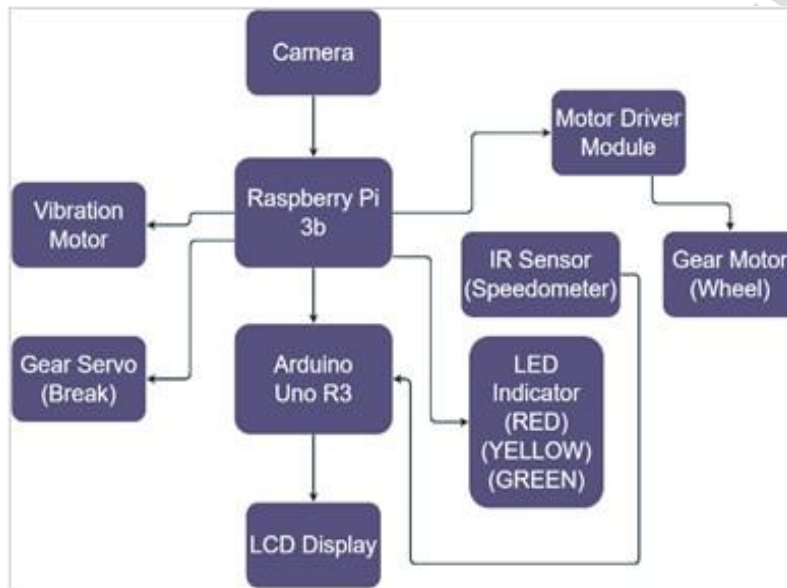 Camera
Motor Driver
Module
Raspberry Pi
3b
Vibration
Motor
IR Sensor
(Speedometer)
Gear Motor
(Wheel)
Gear Servo
(Break)
Arduino
Uno R3
LED
Indicator
(RED)
(YELLOW)
(GREEN)
LCD Display